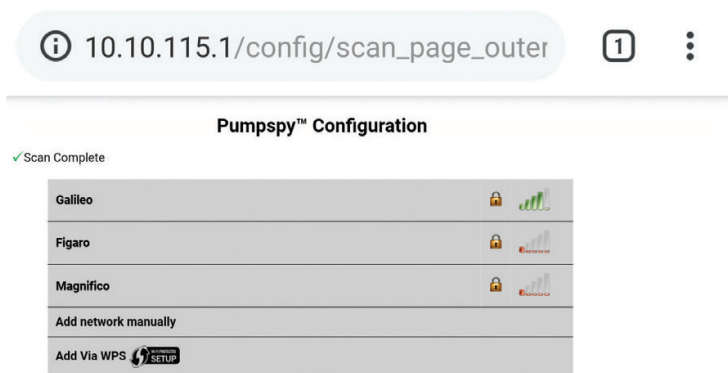 10.10.115.1/config/scan_page_outer
1
Pumpspy™ Configuration
✓Scan Complete
Galileo
Figaro
Magnifico
Add network manually
Add Via WPS
SETUP